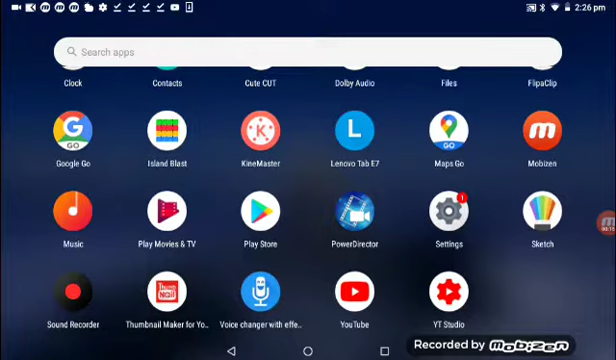 2:26 pm
Search apps
Clock Contacts Cute CUT Dolby Audio Files FlipaClip
Google Go Island Blast KineMaster Lenovo Tab E7 Maps Go Mobizen
Music Play Movies & TV Play Store PowerDirector Settings Sketch
Sound Recorder Thumbnail Maker for Yo.. Voice changer with effe.. YouTube YT Studio
Recorded by mobizen